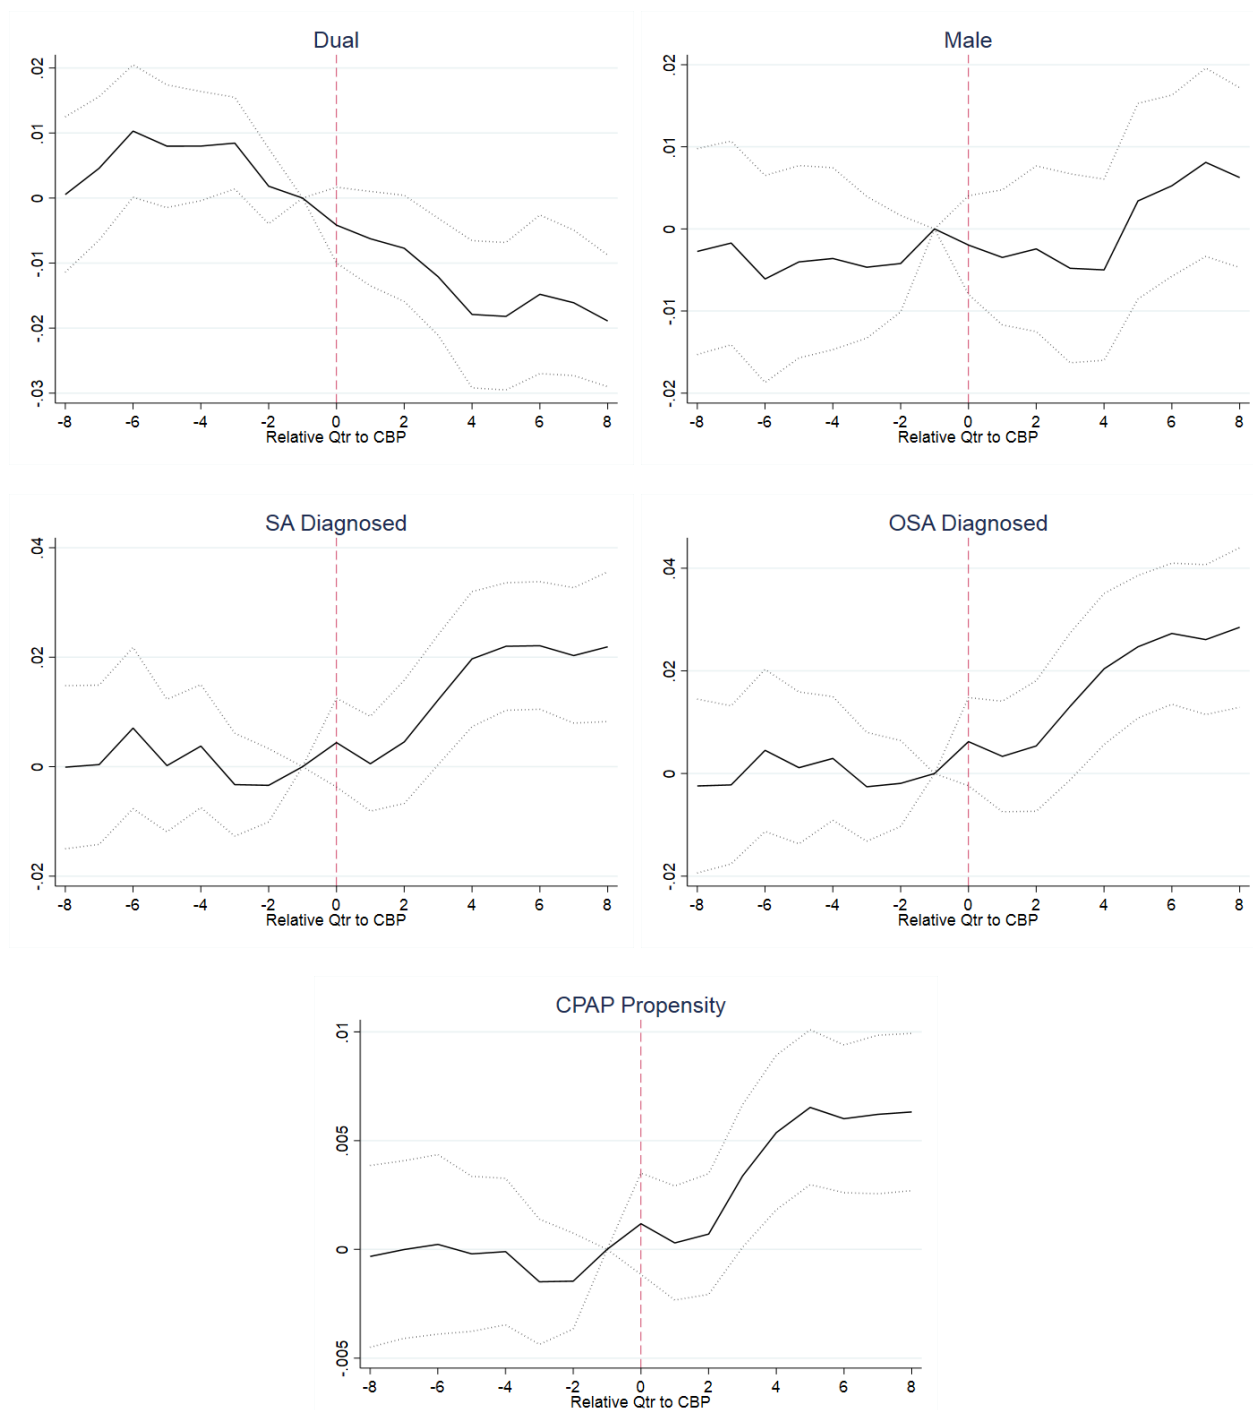 Dual
.02
.01
0
-.01
-.02
-.03
-8 -6 -4 -2 0 2 4 6 8
Relative Qtr to CBP
Male
.02
.01
0
-.01
-.02
-8 -6 -4 -2 0 2 4 6 8
Relative Qtr to CBP
SA Diagnosed
.04
.02
0
-.02
-8 -6 -4 -2 0 2 4 6 8
Relative Qtr to CBP
OSA Diagnosed
.04
.02
0
-.02
-8 -6 -4 -2 0 2 4 6 8
Relative Qtr to CBP
CPAP Propensity
.01
.005
0
-.005
-8 -6 -4 -2 0 2 4 6 8
Relative Qtr to CBP